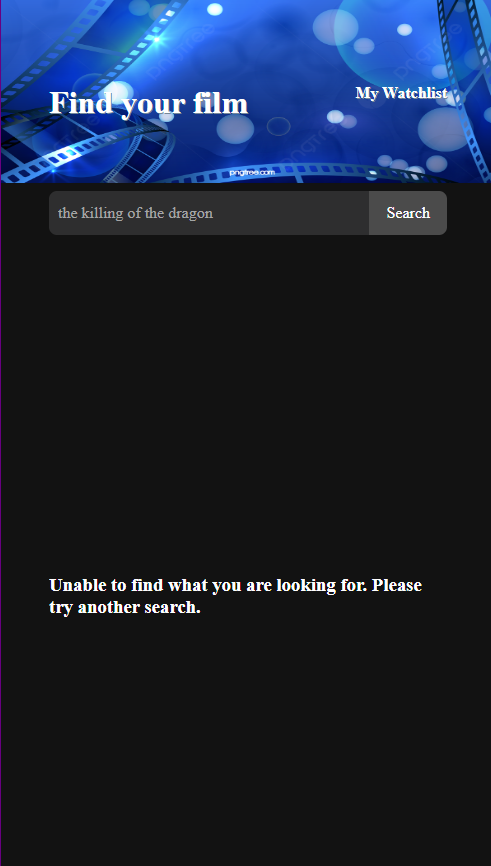 Find your film
My Watchlist
pngtree.com
the killing of the dragon
Search
Unable to find what you are looking for. Please
try another search.